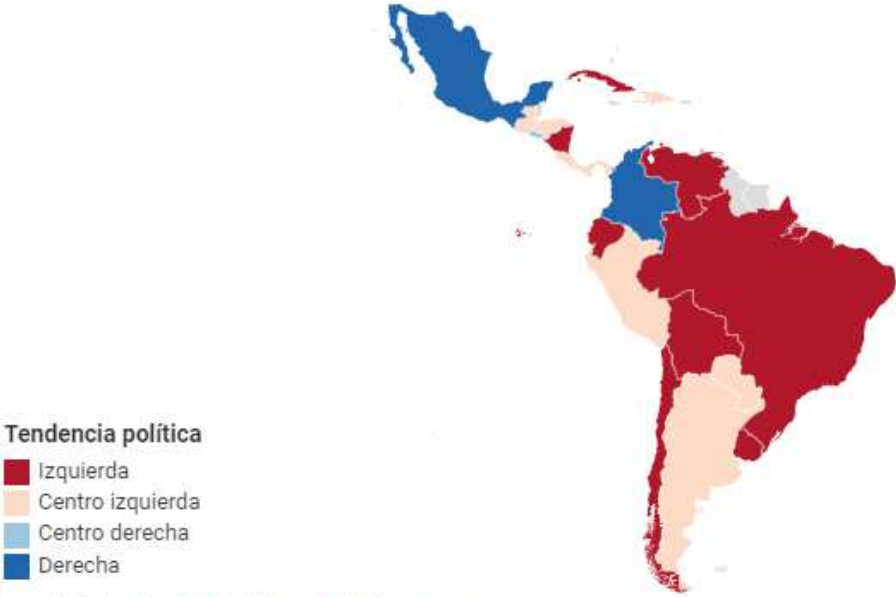 Tendencia política
Izquierda
Centro izquierda
Centro derecha
Derecha